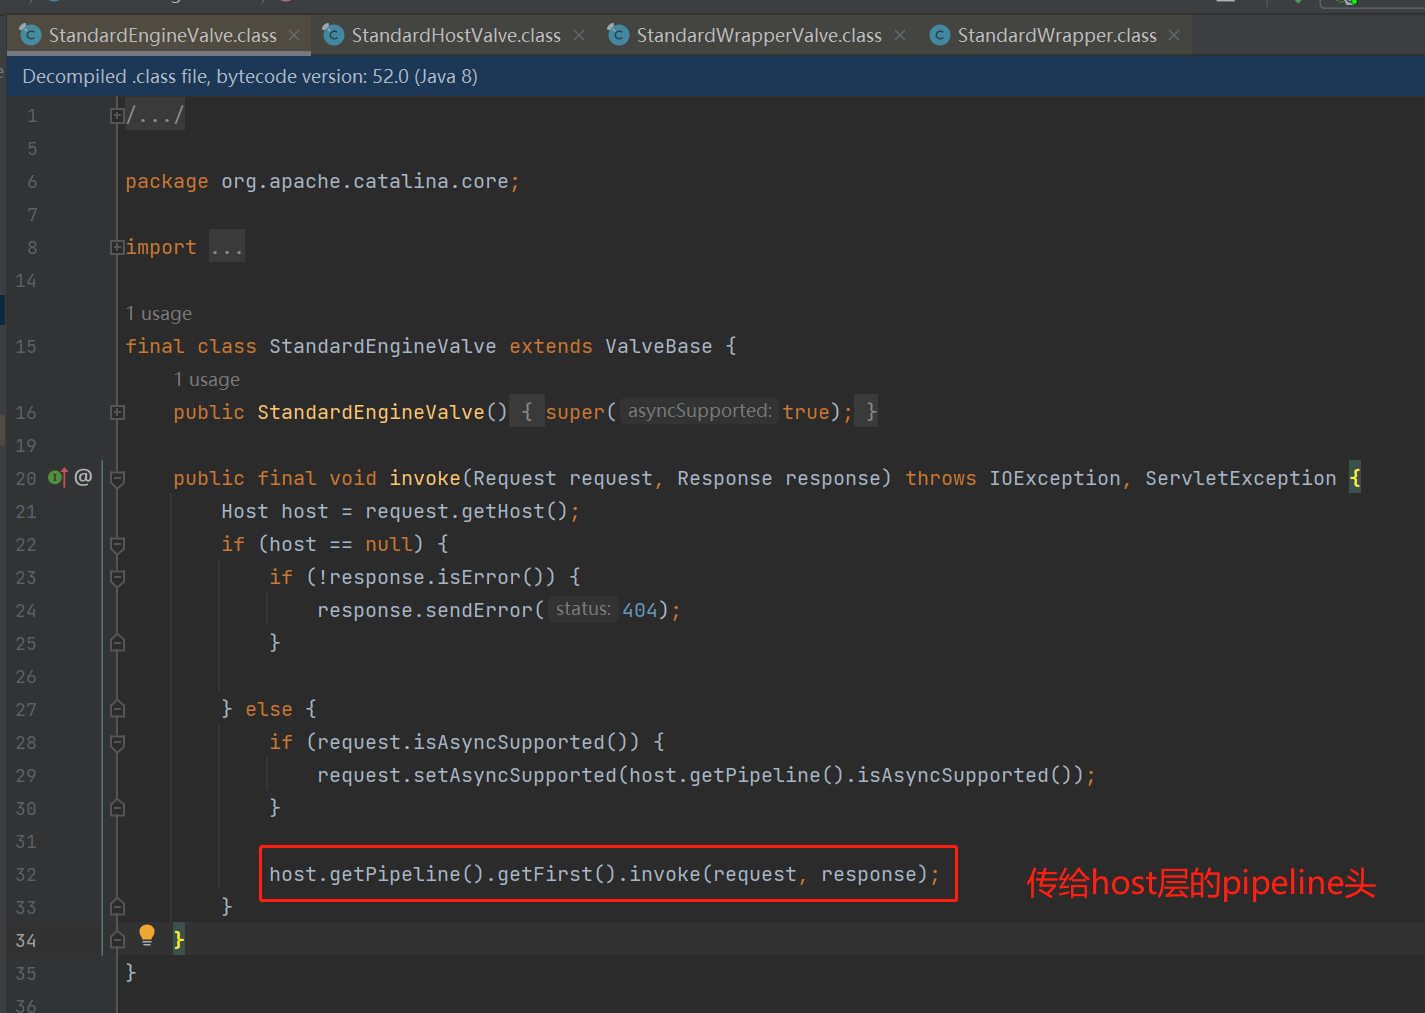 StandardEngineValve.class StandardHostValve.class StandardWrapperValve.class StandardWrapper.class
Decompiled .class file, bytecode version: 52.0 (Java 8)
1 /.../
5
6 package org.apache.catalina.core;
7
8 import ...
14
1 usage
15 final class StandardEngineValve extends ValveBase {
1 usage
16 public StandardEngineValve() { super( asyncSupported: true); }
19
20 @ public final void invoke(Request request, Response response) throws IOException, ServletException {
21 Host host = request.getHost();
22 if (host == null) {
23 if (!response.isError()) {
24 response.sendError( status: 404);
25 }
26
27 } else {
28 if (request.isAsyncSupported()) {
29 request.setAsyncSupported(host.getPipeline().isAsyncSupported());
30 }
31
32 host.getPipeline().getFirst().invoke(request, response);
传给host层的pipeline头
33 }
34 }
35 }
36